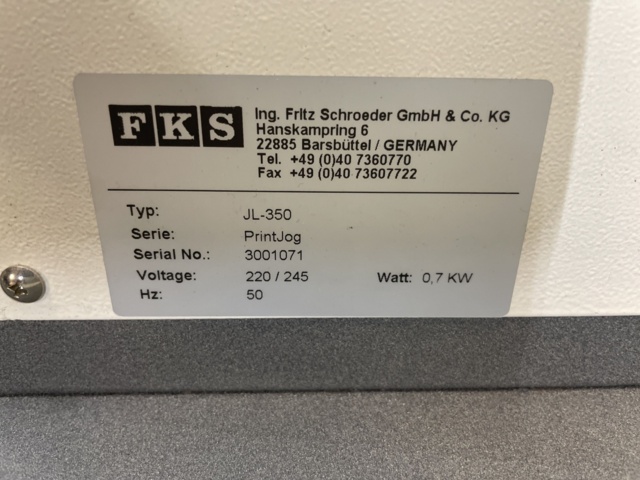 FKS
Ing. Fritz Schroeder GmbH & Co. KG
Hanskampring 6
22885 Barsbüttel / GERMANY
Tel. +49 (0)40 7360770
Fax +49 (0)40 73607722
Typ: JL-350
Serie: PrintJog
Serial No.: 3001071
Voltage: 220 / 245 Watt: 0,7 KW
Hz: 50